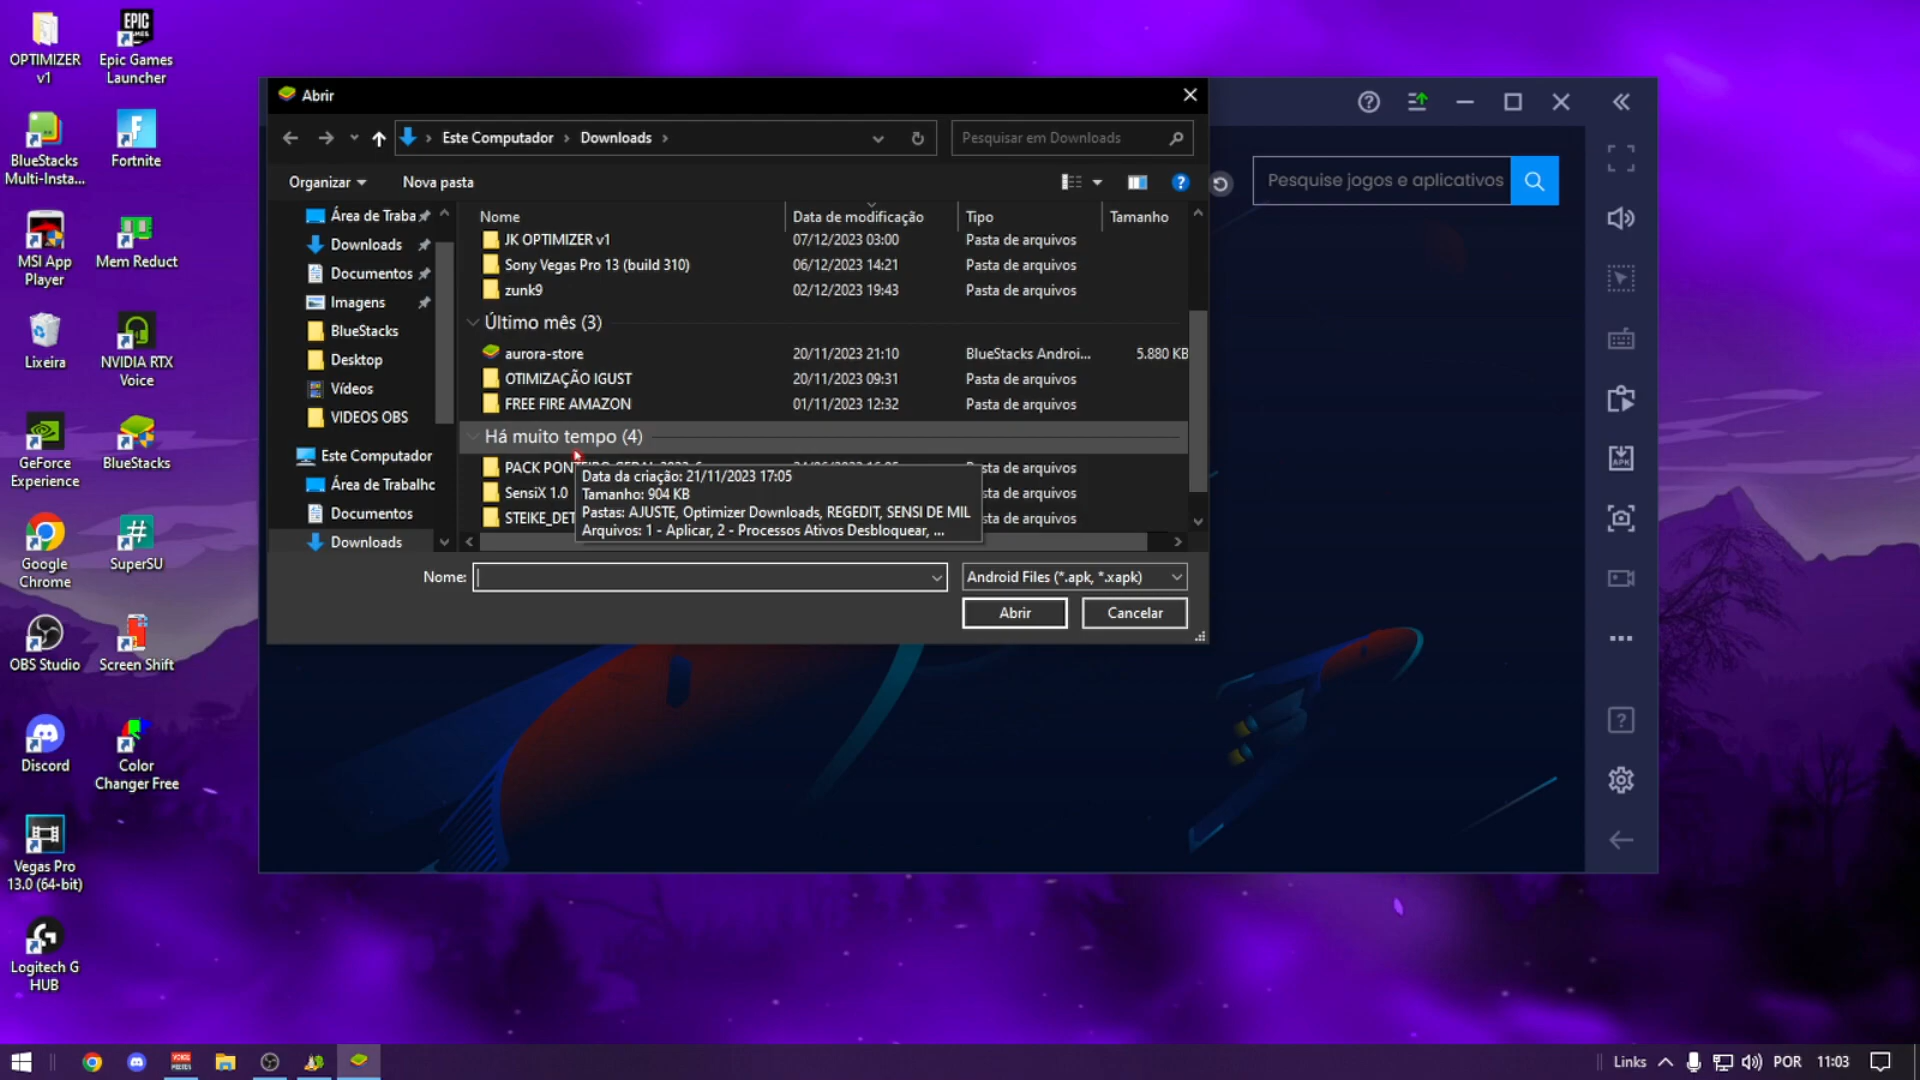 OPTIMIZER
v1
Epic Games
Launcher
BlueStacks
Multi-Insta...
Fortnite
MSI App
Player
Mem Reduct
Lixeira
NVIDIA RTX
Voice
GeForce
Experience
BlueStacks
Google
Chrome
SuperSU
OBS Studio
Screen Shift
Discord
Color
Changer Free
Vegas Pro
13.0 (64-bit)
Logitech G
HUB
Abrir
Este Computador
Downloads
Pesquisar em Downloads
Organizar
Nova pasta
Área de Traba
Downloads
Documentos
Imagens
BlueStacks
Desktop
Vídeos
VIDEOS OBS
Este Computador
Área de Trabalhc
Documentos
Downloads
Nome Data de modificação Tipo Tamanho
JK OPTIMIZER v1 07/12/2023 03:00 Pasta de arquivos
Sony Vegas Pro 13 (build 310) 06/12/2023 14:21 Pasta de arquivos
zunk9 02/12/2023 19:43 Pasta de arquivos
Último mês (3)
aurora-store 20/11/2023 21:10 BlueStacks Androi... 5.880 KB
OTIMIZAÇÃO IGUST 20/11/2023 09:31 Pasta de arquivos
FREE FIRE AMAZON 01/11/2023 12:32 Pasta de arquivos
Há muito tempo (4)
PACK
SensiX 1.0
STEIKE_DET
sta de arquivos
sta de arquivos
sta de arquivos
Data da criação: 21/11/2023 17:05
Tamanho: 904 KB
Pastas: AJUSTE, Optimizer Downloads, REGEDIT, SENSI DE MIL
Arquivos: 1 - Aplicar, 2 - Processos Ativos Desbloquear, ...
Nome:
Android Files (*.apk, *.xapk)
Abrir
Cancelar
Pesquise jogos e aplicativos
APK
Links
POR
11:03